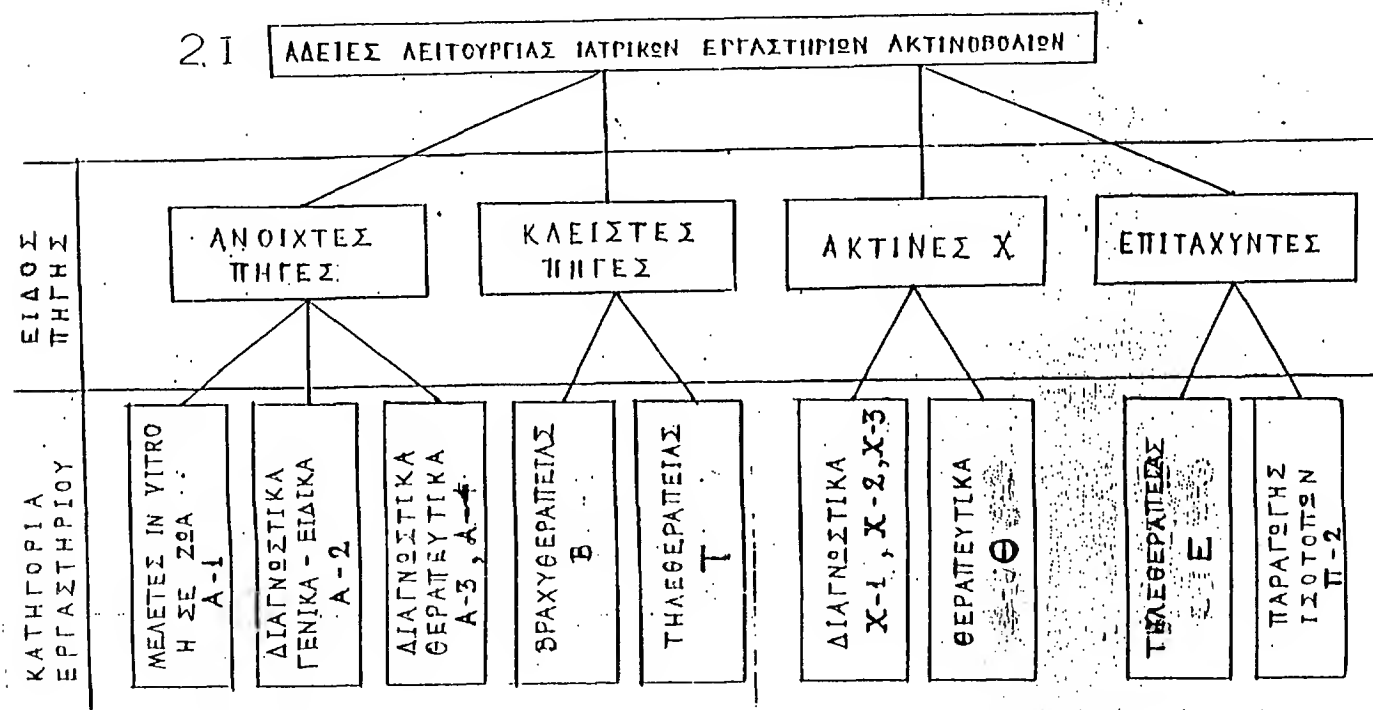 2.1 ΑΔΕΙΕΣ ΛΕΙΤΟΥΡΓΙΑΣ ΙΑΤΡΙΚΩΝ ΕΡΓΑΣΤΗΡΙΩΝ ΑΚΤΙΝΟΒΟΛΙΩΝ
ΕΙΔΟΣ
ΠΗΓΗΣ
ΑΝΟΙΧΤΕΣ
ΠΗΓΕΣ
ΚΛΕΙΣΤΕΣ
ΠΗΓΕΣ
ΑΚΤΙΝΕΣ Χ
ΕΠΙΤΑΧΥΝΤΕΣ
ΚΑΤΗΓΟΡΙΑ
ΕΡΓΑΣΤΗΡΙΟΥ
ΜΕΛΕΤΕΣ IN VITRO
Η ΣΕ ΖΩΑ
Α-1
ΔΙΑΓΝΩΣΤΙΚΑ
ΓΕΝΙΚΑ - ΕΙΔΙΚΑ
Α-2
ΔΙΑΓΝΩΣΤΙΚΑ
ΘΕΡΑΠΕΥΤΙΚΑ
Α-3, Α-4
ΒΡΑΧΥΘΕΡΑΠΕΙΑΣ
Β
ΤΗΛΕΘΕΡΑΠΕΙΑΣ
Τ
ΔΙΑΓΝΩΣΤΙΚΑ
Χ-1, Χ-2, Χ-3
ΘΕΡΑΠΕΥΤΙΚΑ
Θ
ΤΗΛΕΘΕΡΑΠΕΙΑΣ
Ε
ΠΑΡΑΓΩΓΗΣ
ΙΣΟΤΟΠΩΝ
Π-2